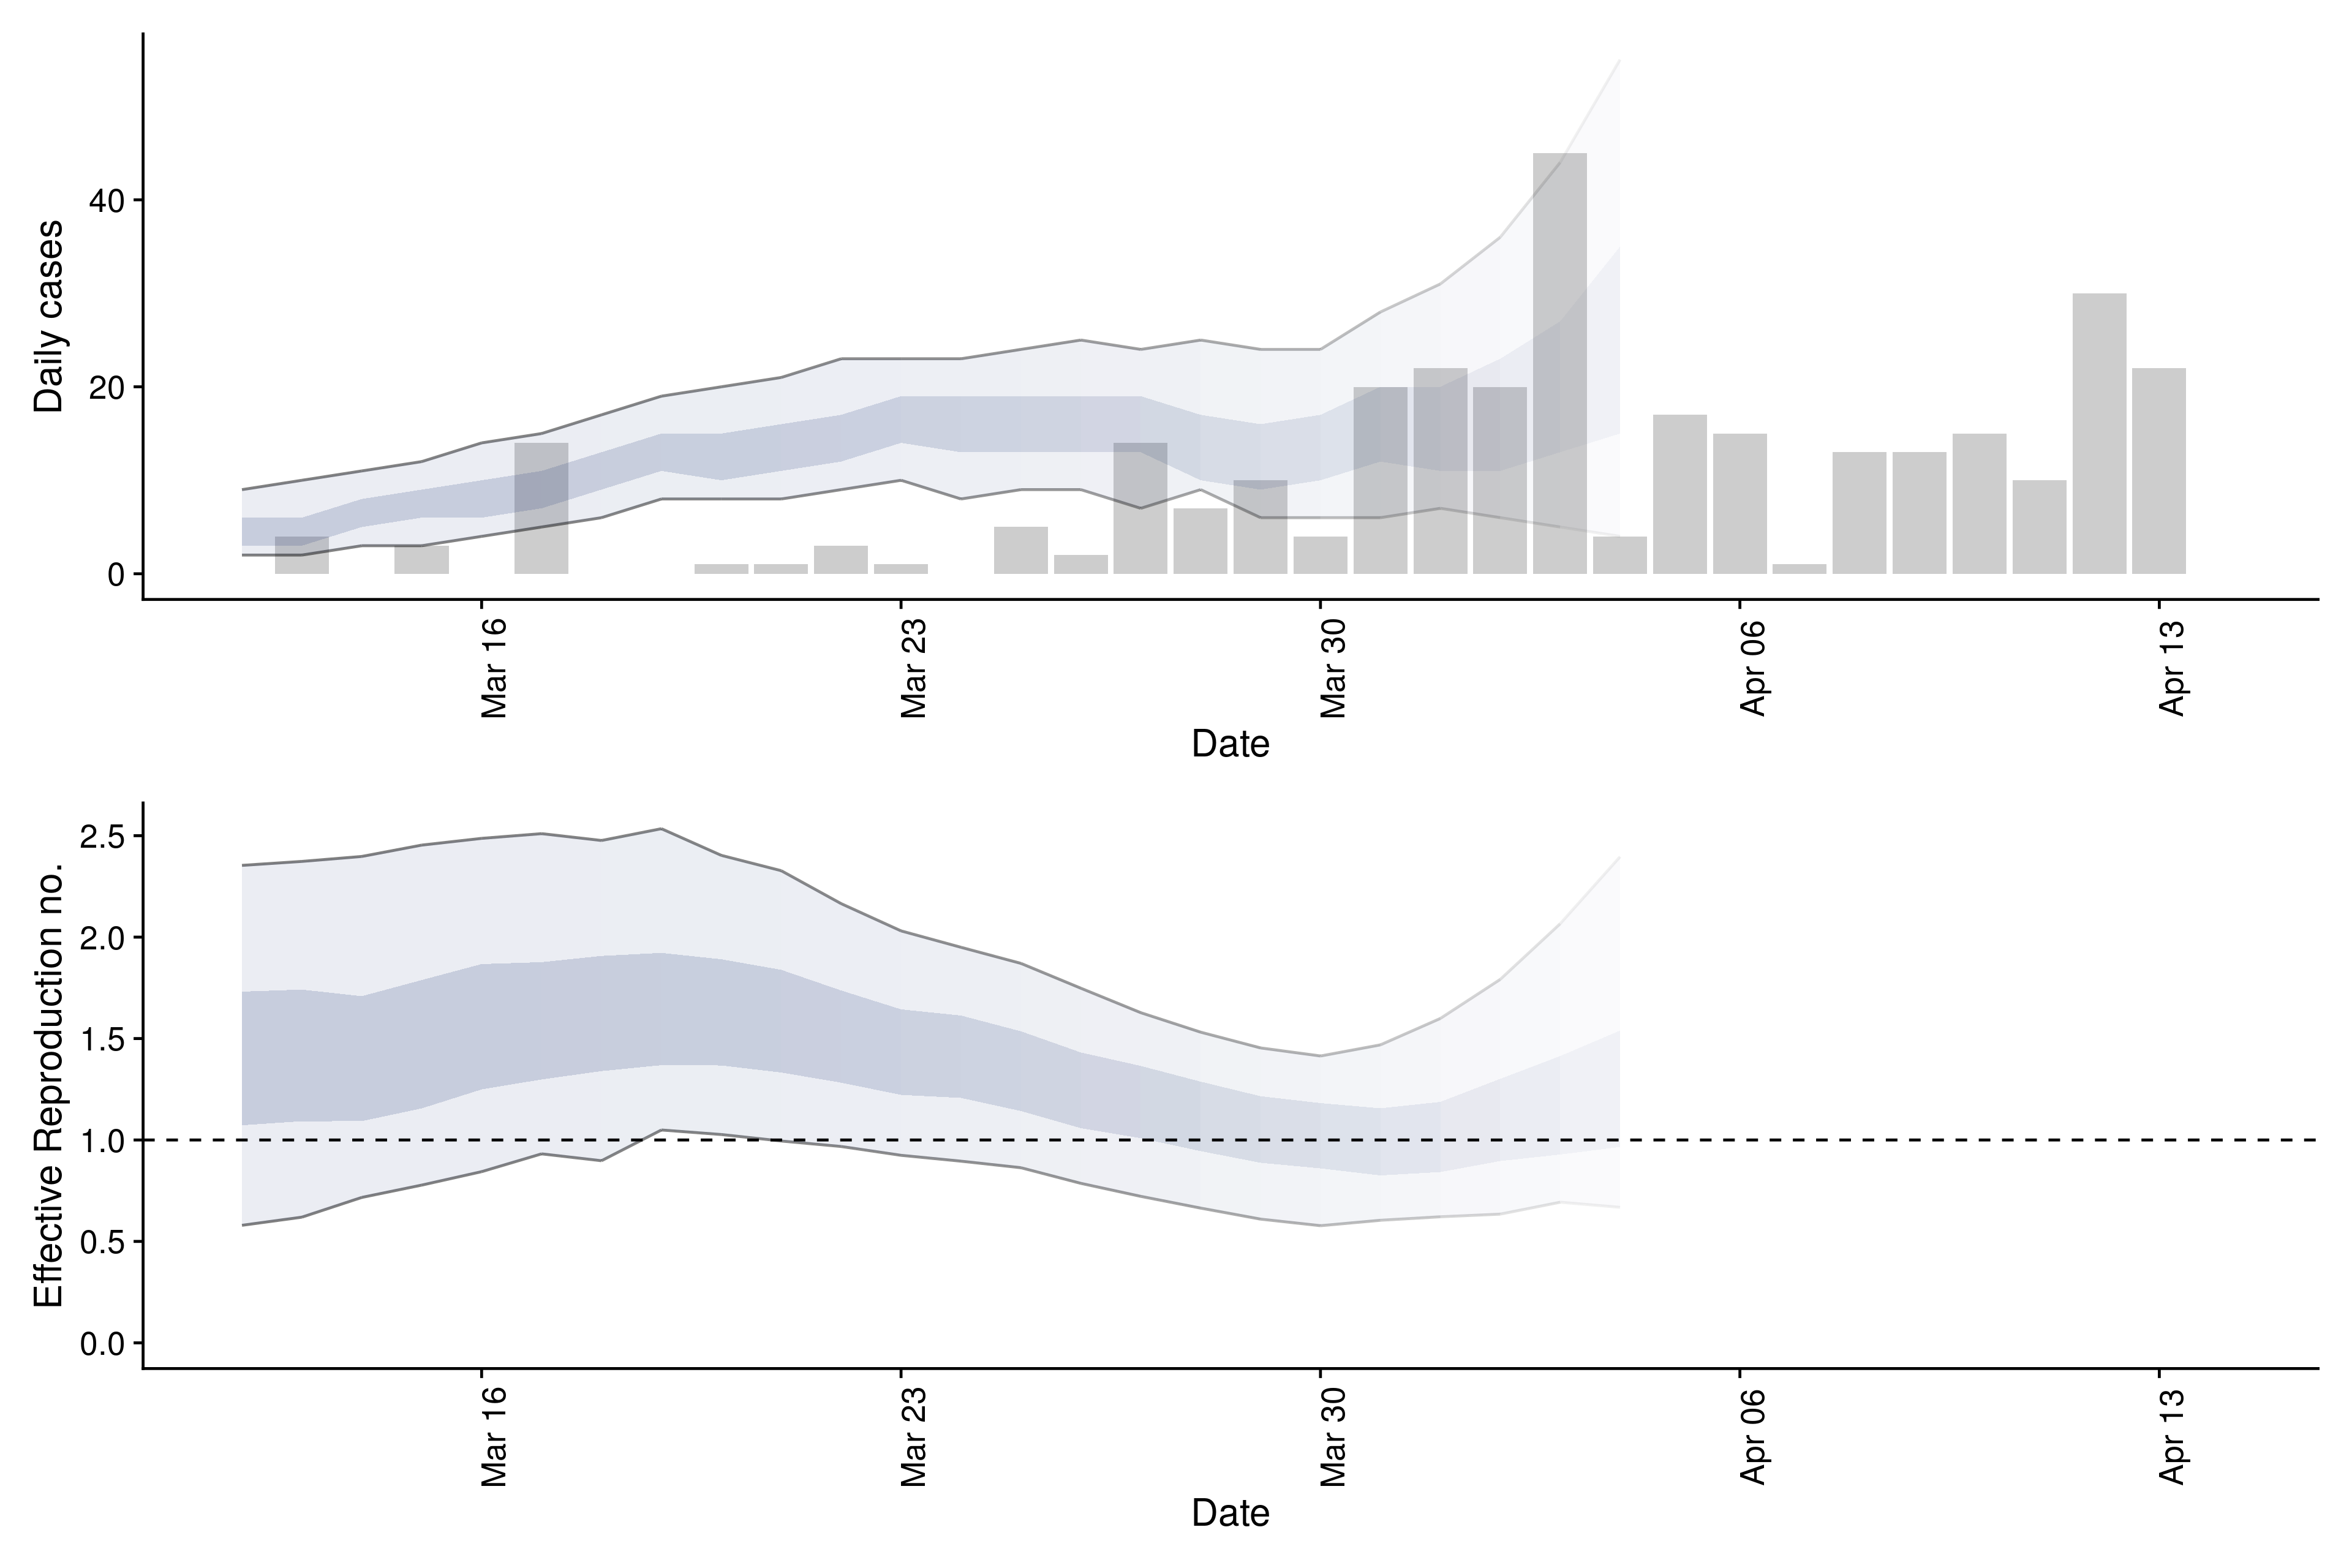 Daily cases
40
20
0
Mar 16
Mar 23
Mar 30
Apr 06
Apr 13
Date
Effective Reproduction no.
2.5
2.0
1.5
1.0
0.5
0.0
Mar 16
Mar 23
Mar 30
Apr 06
Apr 13
Date